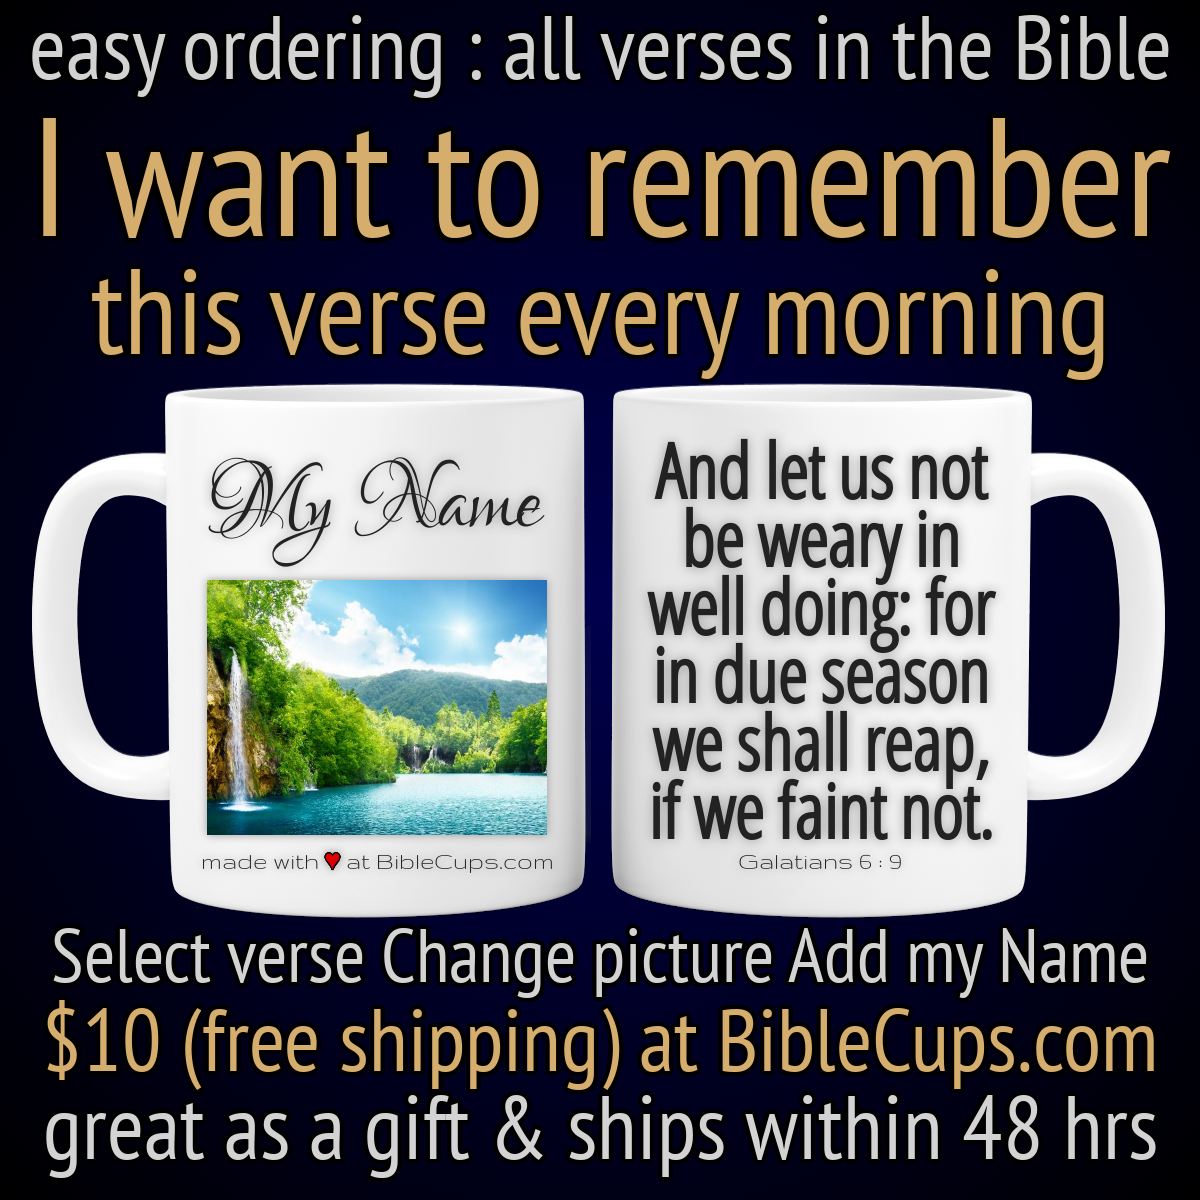 easy ordering : all verses in the Bible
I want to remember
this verse every morning
My Name
made with ♥ at BibleCups.com
And let us not
be weary in
well doing: for
in due season
we shall reap,
if we faint not.
Galatians 6 : 9
Select verse Change picture Add my Name
$10 (free shipping) at BibleCups.com
great as a gift & ships within 48 hrs